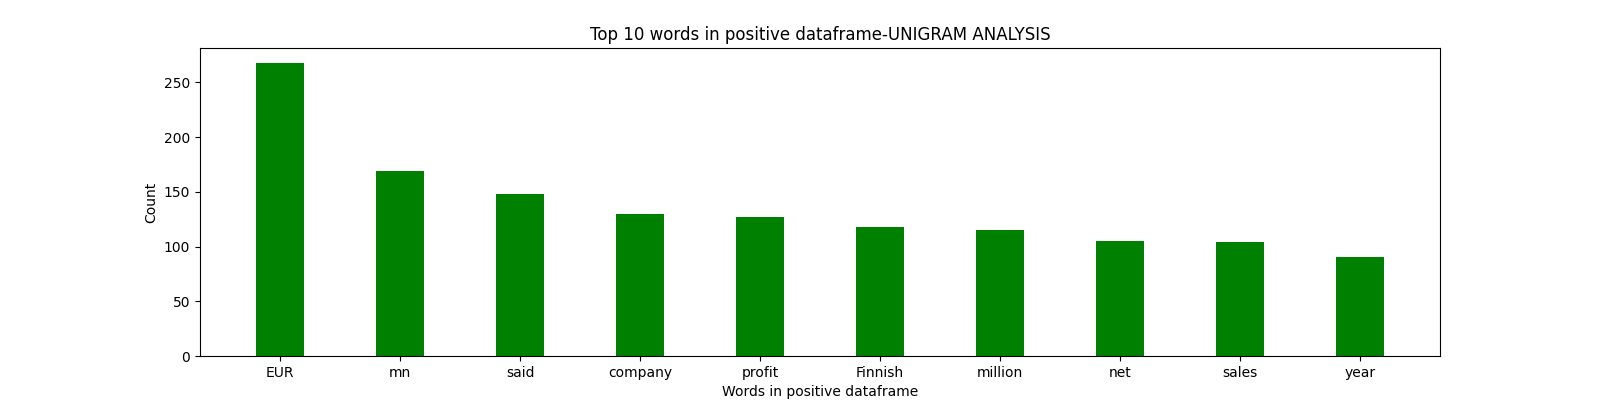 Top 10 words in positive dataframe-UNIGRAM ANALYSIS
250
200
150
100
50
0
Count
EUR mn said company profit Finnish million net sales year
Words in positive dataframe